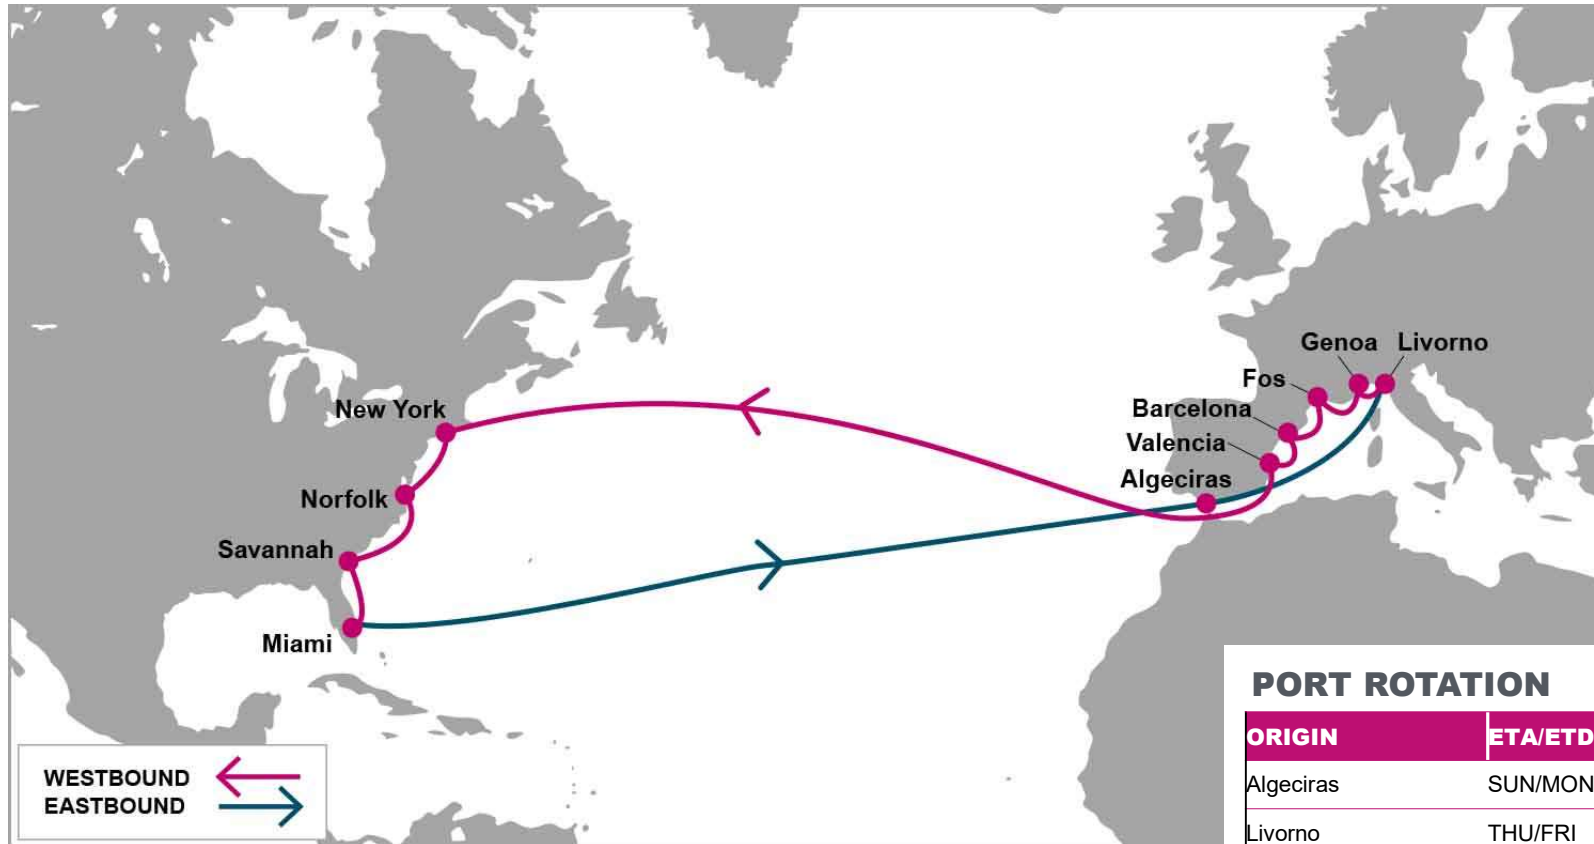 Genoa
Livorno
Fos
New York
Barcelona
Valencia
Algeciras
Norfolk
Savannah
Miami
PORT ROTATION
ORIGIN ETA/ETD
Algeciras SUN/MON
Livorno THU/FRI
WESTBOUND
EASTBOUND